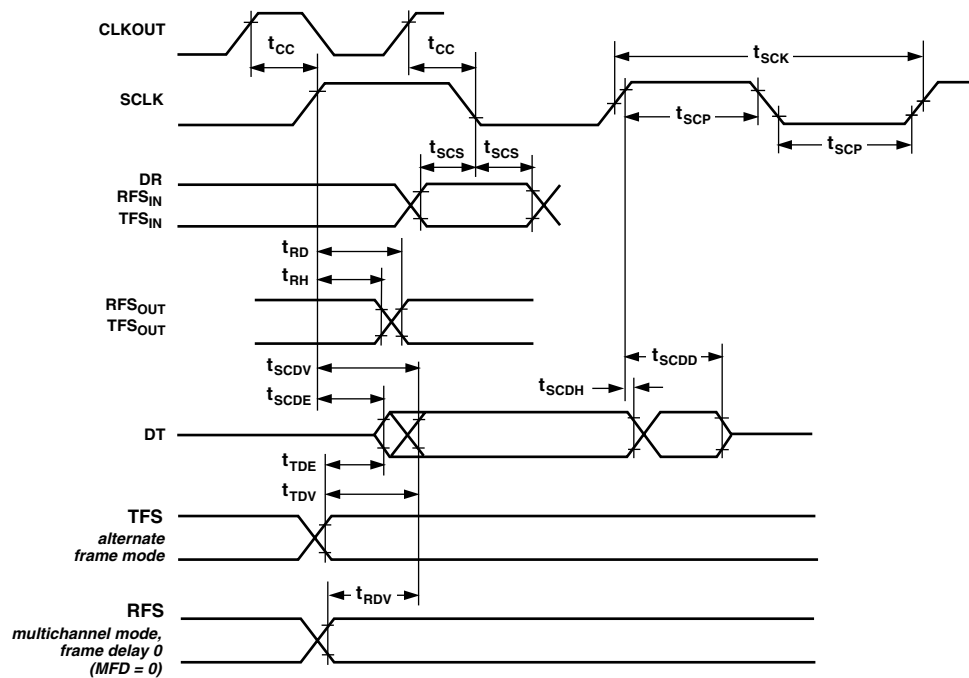 CLKOUT
tCC
tCC
tSCK
SCLK
tSCP
tSCP
tSCS
tSCS
DR
RFSIN
TFSIN
tRD
tRH
RFSOUT
TFSOUT
tSCDV
tSCDD
tSCDE
tSCDH
DT
tTDE
tTDV
TFS
alternate
frame mode
tRDV
RFS
multichannel mode,
frame delay 0
(MFD = 0)